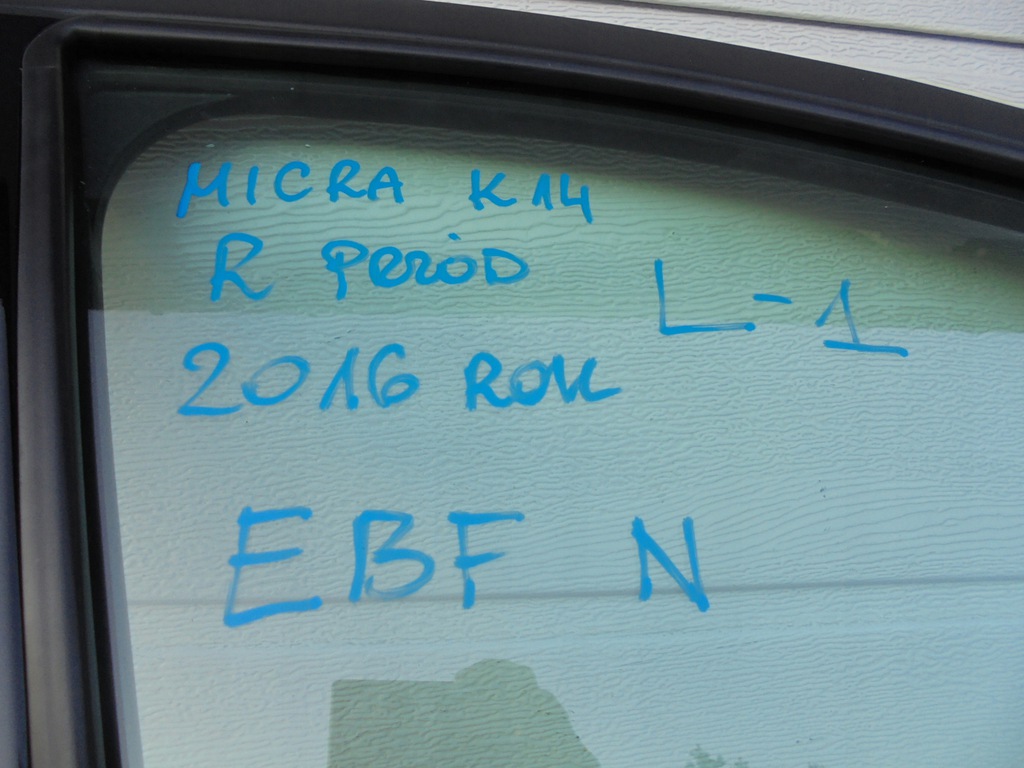 MICRA K14
R PRZÓD
L-1
2016 ROK
EBF N